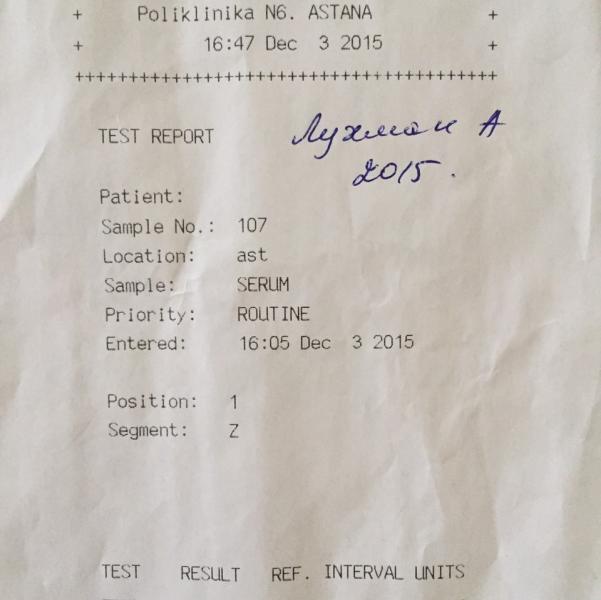 + Poliklinika N6. ASTANA +
+ 16:47 Dec 3 2015 +
++++++++++++++++++++++++++++++++++++++++
TEST REPORT
А
2015.
Patient:
Sample No.: 107
Location: ast
Sample: SERUM
Priority: ROUTINE
Entered: 16:05 Dec 3 2015
Position: 1
Segment: Z
TEST RESULT REF. INTERVAL UNITS